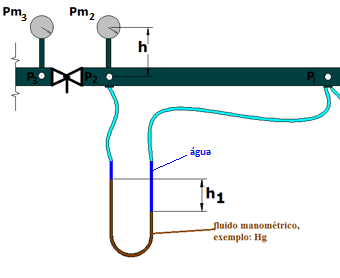 Pm3
Pm2
h
P3
P2
P1
água
h1
fluido manométrico,
exemplo: Hg